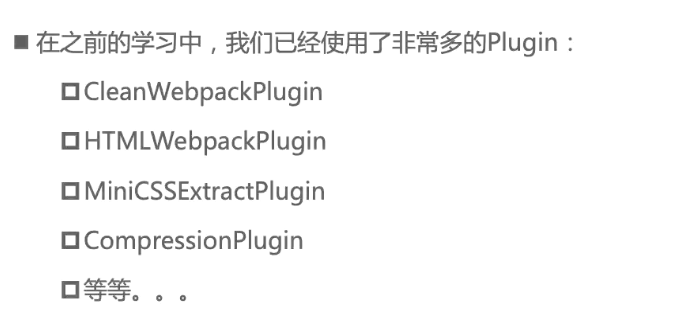 在之前的学习中，我们已经使用了非常多的Plugin：
CleanWebpackPlugin
HTMLWebpackPlugin
MiniCSSExtractPlugin
CompressionPlugin
等等。。。